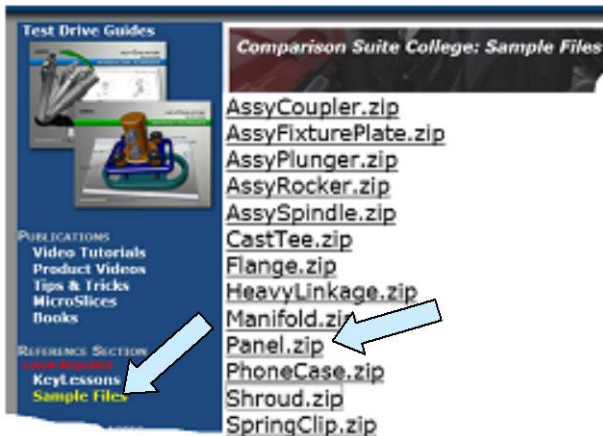 Test Drive Guides
PUBLICATIONS
Video Tutorials
Product Videos
Tips & Tricks
MicroSlices
Books
REFERENCE SECTION
KeyLessons
Sample Files
Comparison Suite College: Sample Files
AssyCoupler.zip
AssyFixturePlate.zip
AssyPlunger.zip
AssyRocker.zip
AssySpindle.zip
CastTee.zip
Flange.zip
HeavyLinkage.zip
Manifold.zip
Panel.zip
PhoneCase.zip
Shroud.zip
SpringClip.zip